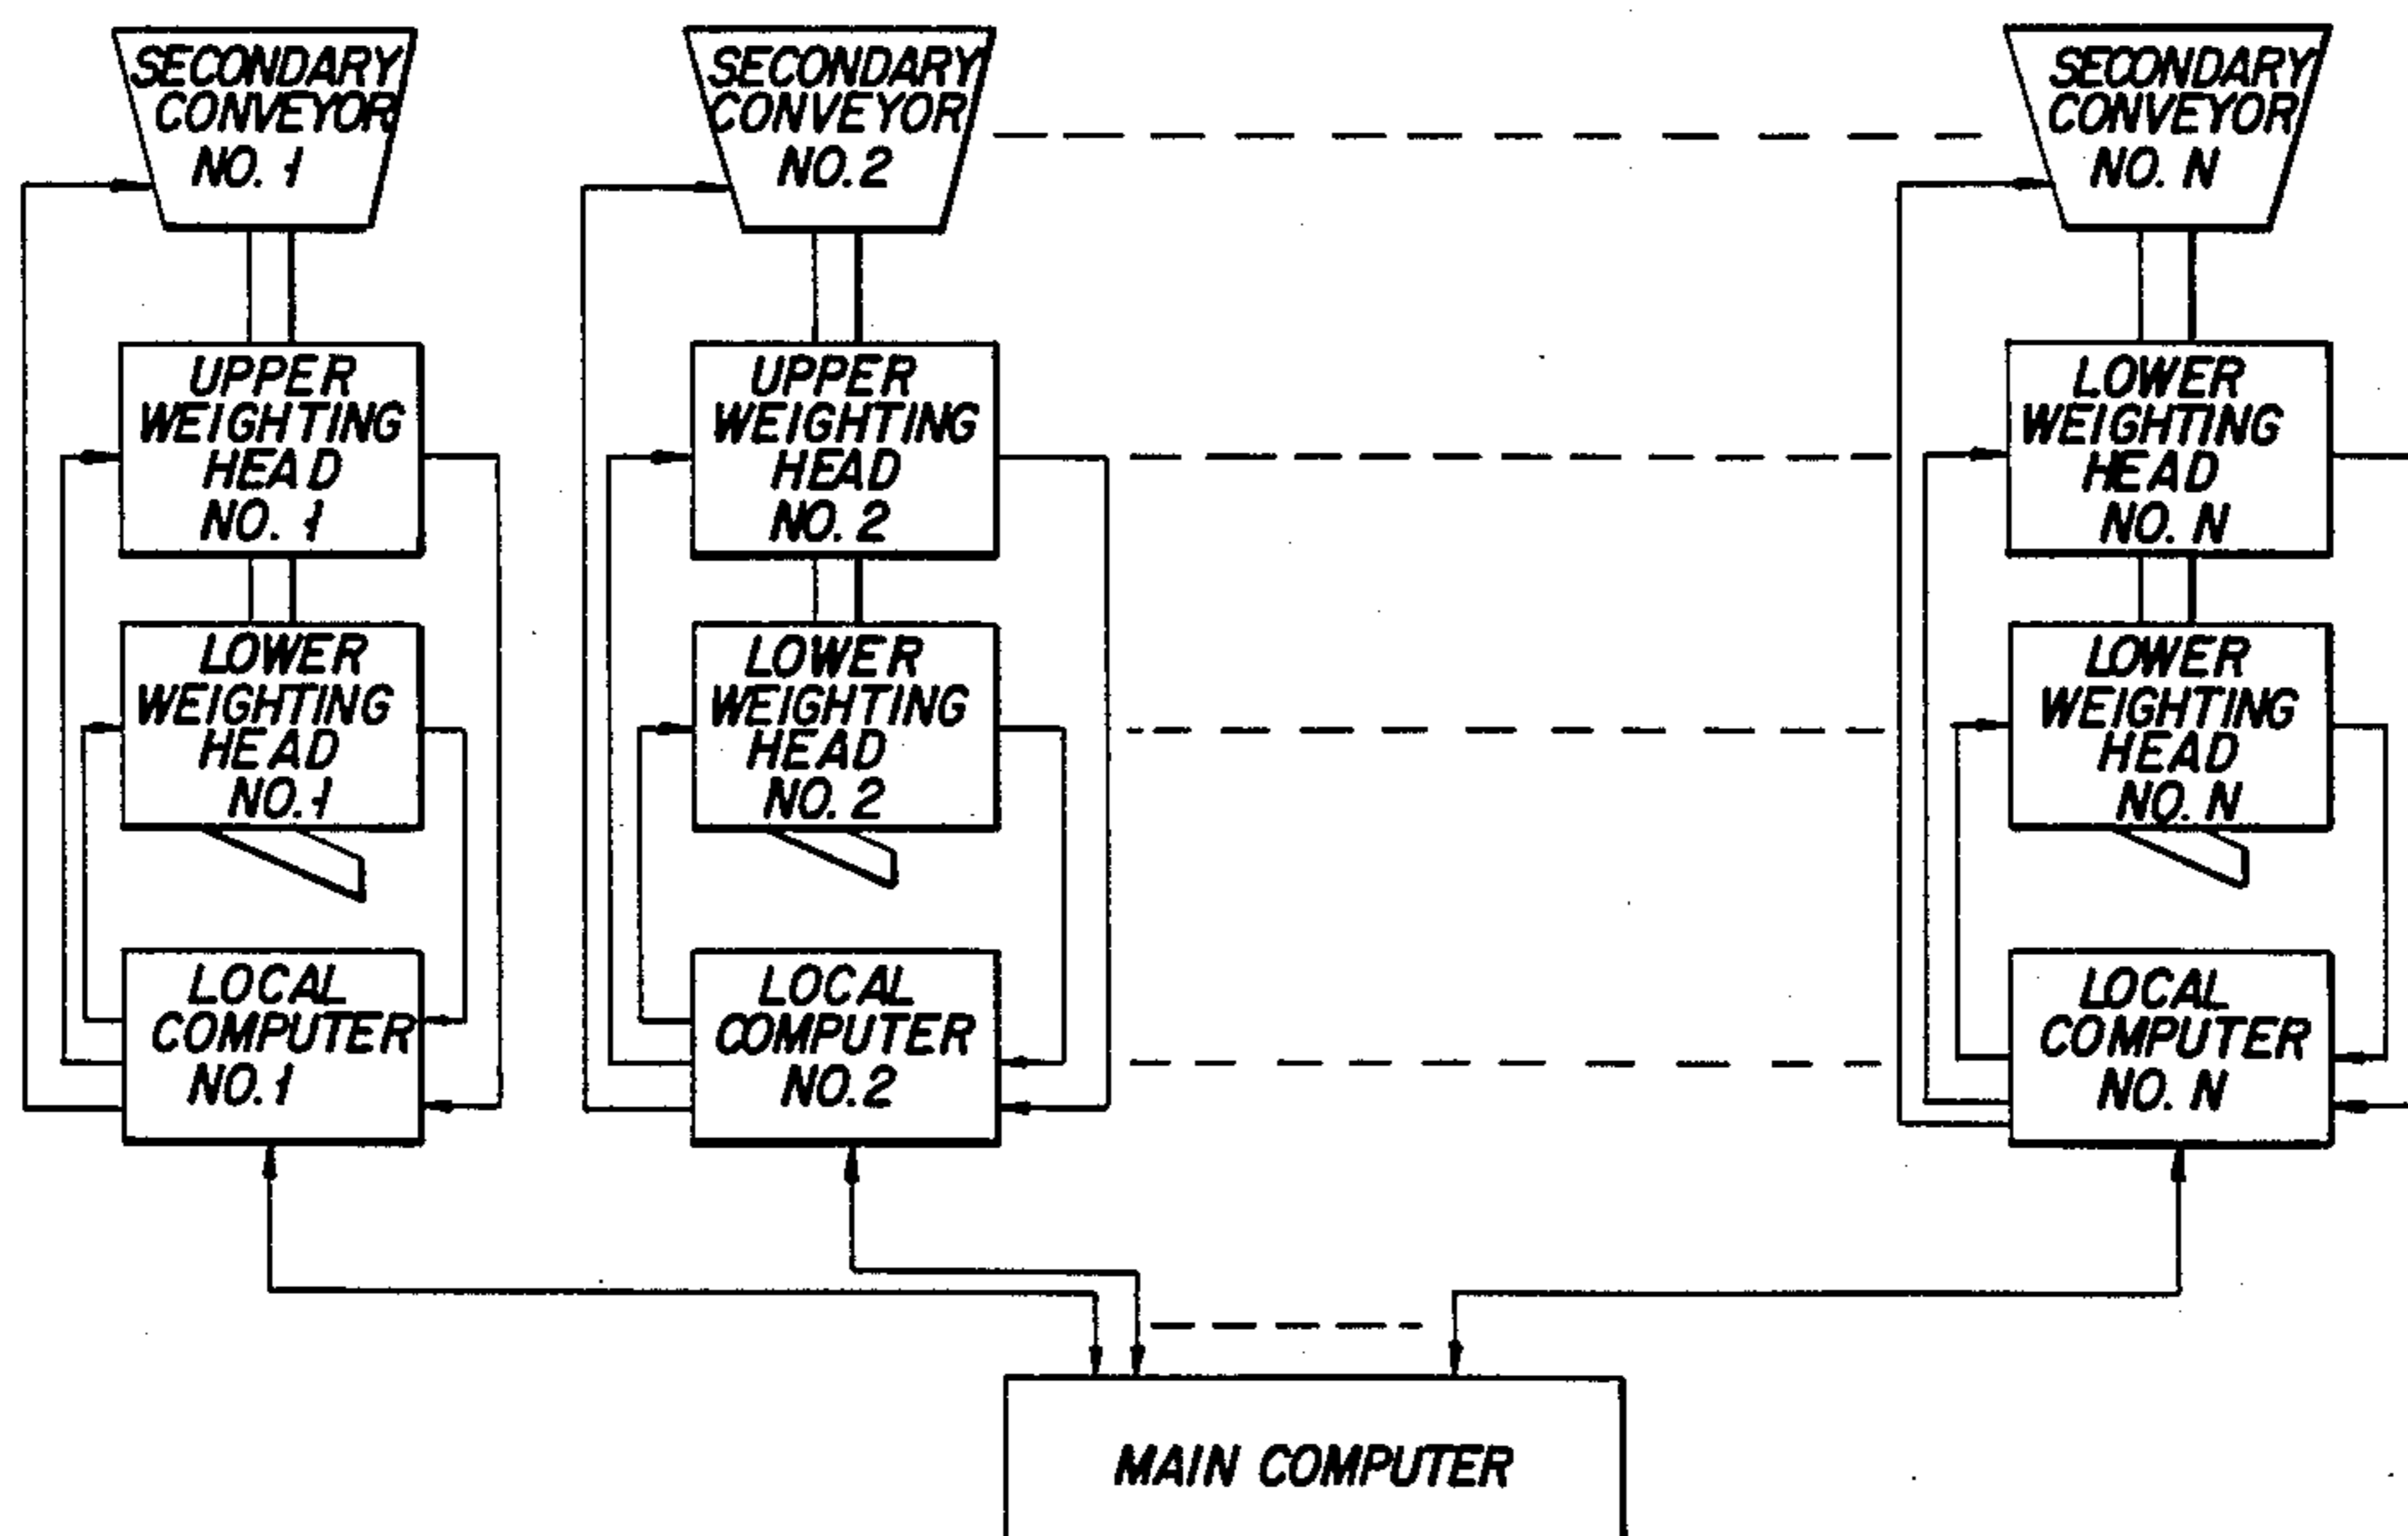 SECONDARY
CONVEYOR
NO. 1
SECONDARY
CONVEYOR
NO. 2
SECONDARY
CONVEYOR
NO. N
UPPER
WEIGHTING
HEAD
NO. 1
UPPER
WEIGHTING
HEAD
NO. 2
LOWER
WEIGHTING
HEAD
NO. N
LOWER
WEIGHTING
HEAD
NO. 1
LOWER
WEIGHTING
HEAD
NO. 2
LOWER
WEIGHTING
HEAD
NO. N
LOCAL
COMPUTER
NO. 1
LOCAL
COMPUTER
NO. 2
LOCAL
COMPUTER
NO. N
MAIN COMPUTER